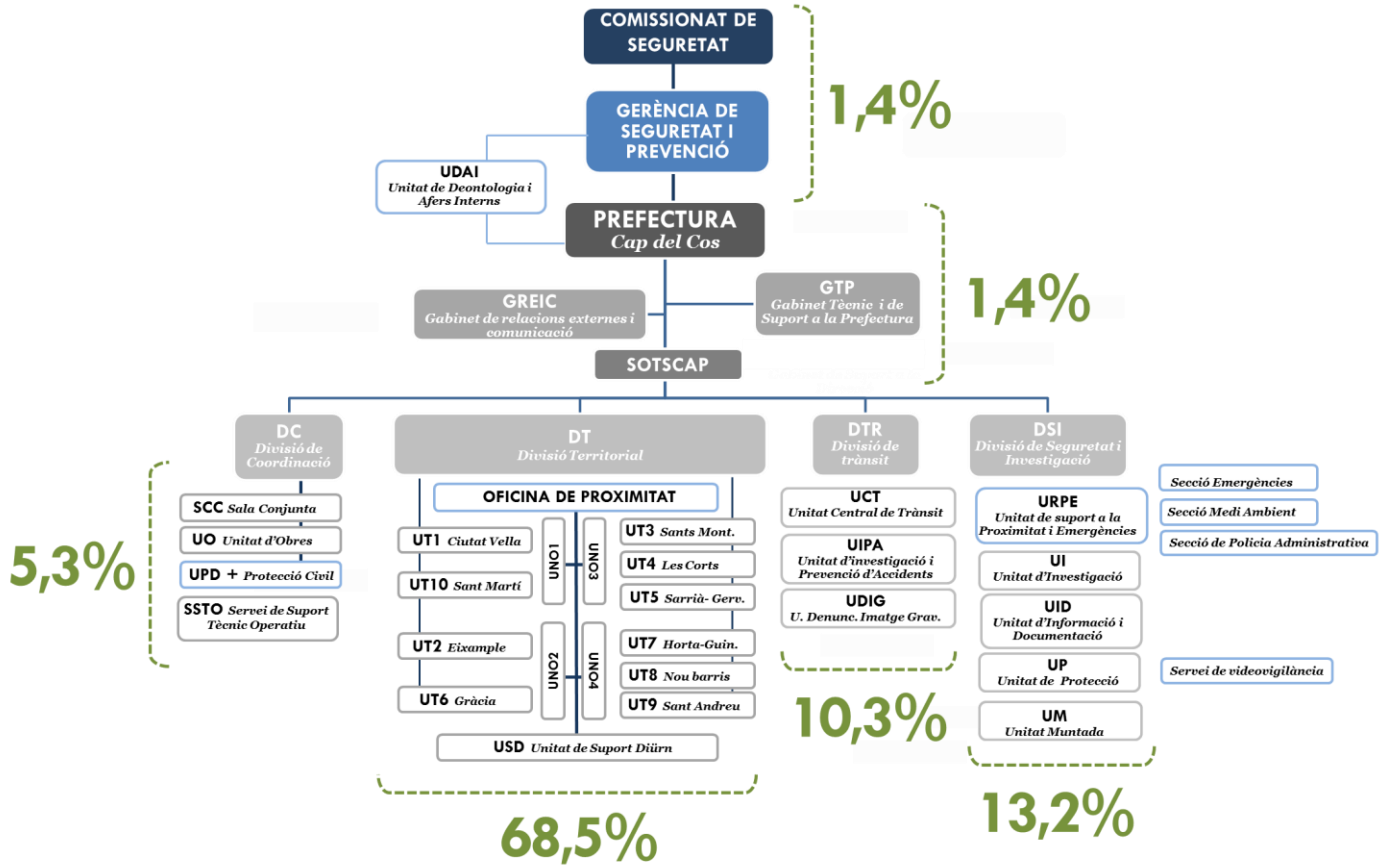 COMISSIONAT DE
SEGURETAT
1,4%
GERÈNCIA DE
SEGURETAT I
PREVENCIÓ
UDAI
Unitat de Deontologia i
Afers Interns
PREFECTURA
Cap del Cos
1,4%
GREIC
Gabinet de relacions externes i
comunicació
GTP
Gabinet Tècnic i de
Suport a la Prefectura
SOTSCAP
DC
Divisió de
Coordinació
5,3%
SCC Sala Conjunta
UO Unitat d'Obres
UPD + Protecció Civil
SSTO Servei de Suport
Tècnic Operatiu
DT
Divisió Territorial
OFICINA DE PROXIMITAT
UT1 Ciutat Vella
UT10 Sant Martí
UT2 Eixample
UT6 Gràcia
UNO1
UNO3
UNO2
UNO4
UT3 Sants Mont.
UT4 Les Corts
UT5 Sarrià- Gerv.
UT7 Horta-Guin.
UT8 Nou barris
UT9 Sant Andreu
USD Unitat de Suport Diürn
68,5%
DTR
Divisió de
trànsit
UCT
Unitat Central de Trànsit
UIPA
Unitat d'investigació i
Prevenció d'Accidents
UDIG
U. Denunc. Imatge Grav.
10,3%
DSI
Divisió de Seguretat i
Investigació
URPE
Unitat de suport a la
Proximitat i Emergències
UI
Unitat d'Investigació
UID
Unitat d'Informació i
Documentació
UP
Unitat de Protecció
UM
Unitat Muntada
13,2%
Secció Emergències
Secció Medi Ambient
Secció de Policia Administrativa
Servei de videovigilància